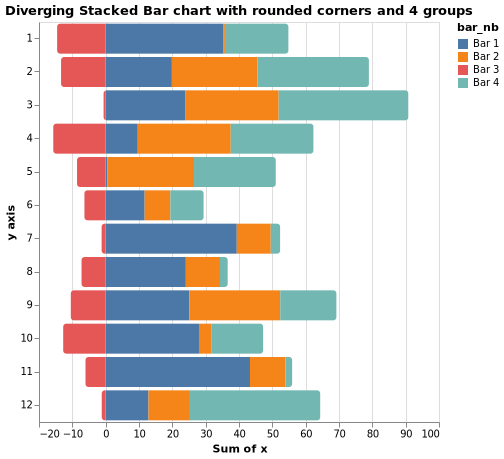 Diverging Stacked Bar chart with rounded corners and 4 groups
bar_nb
Bar 1
Bar 2
Bar 3
Bar 4
y axis
1
2
3
4
5
6
7
8
9
10
11
12
−20 −10 0 10 20 30 40 50 60 70 80 90 100
Sum of x